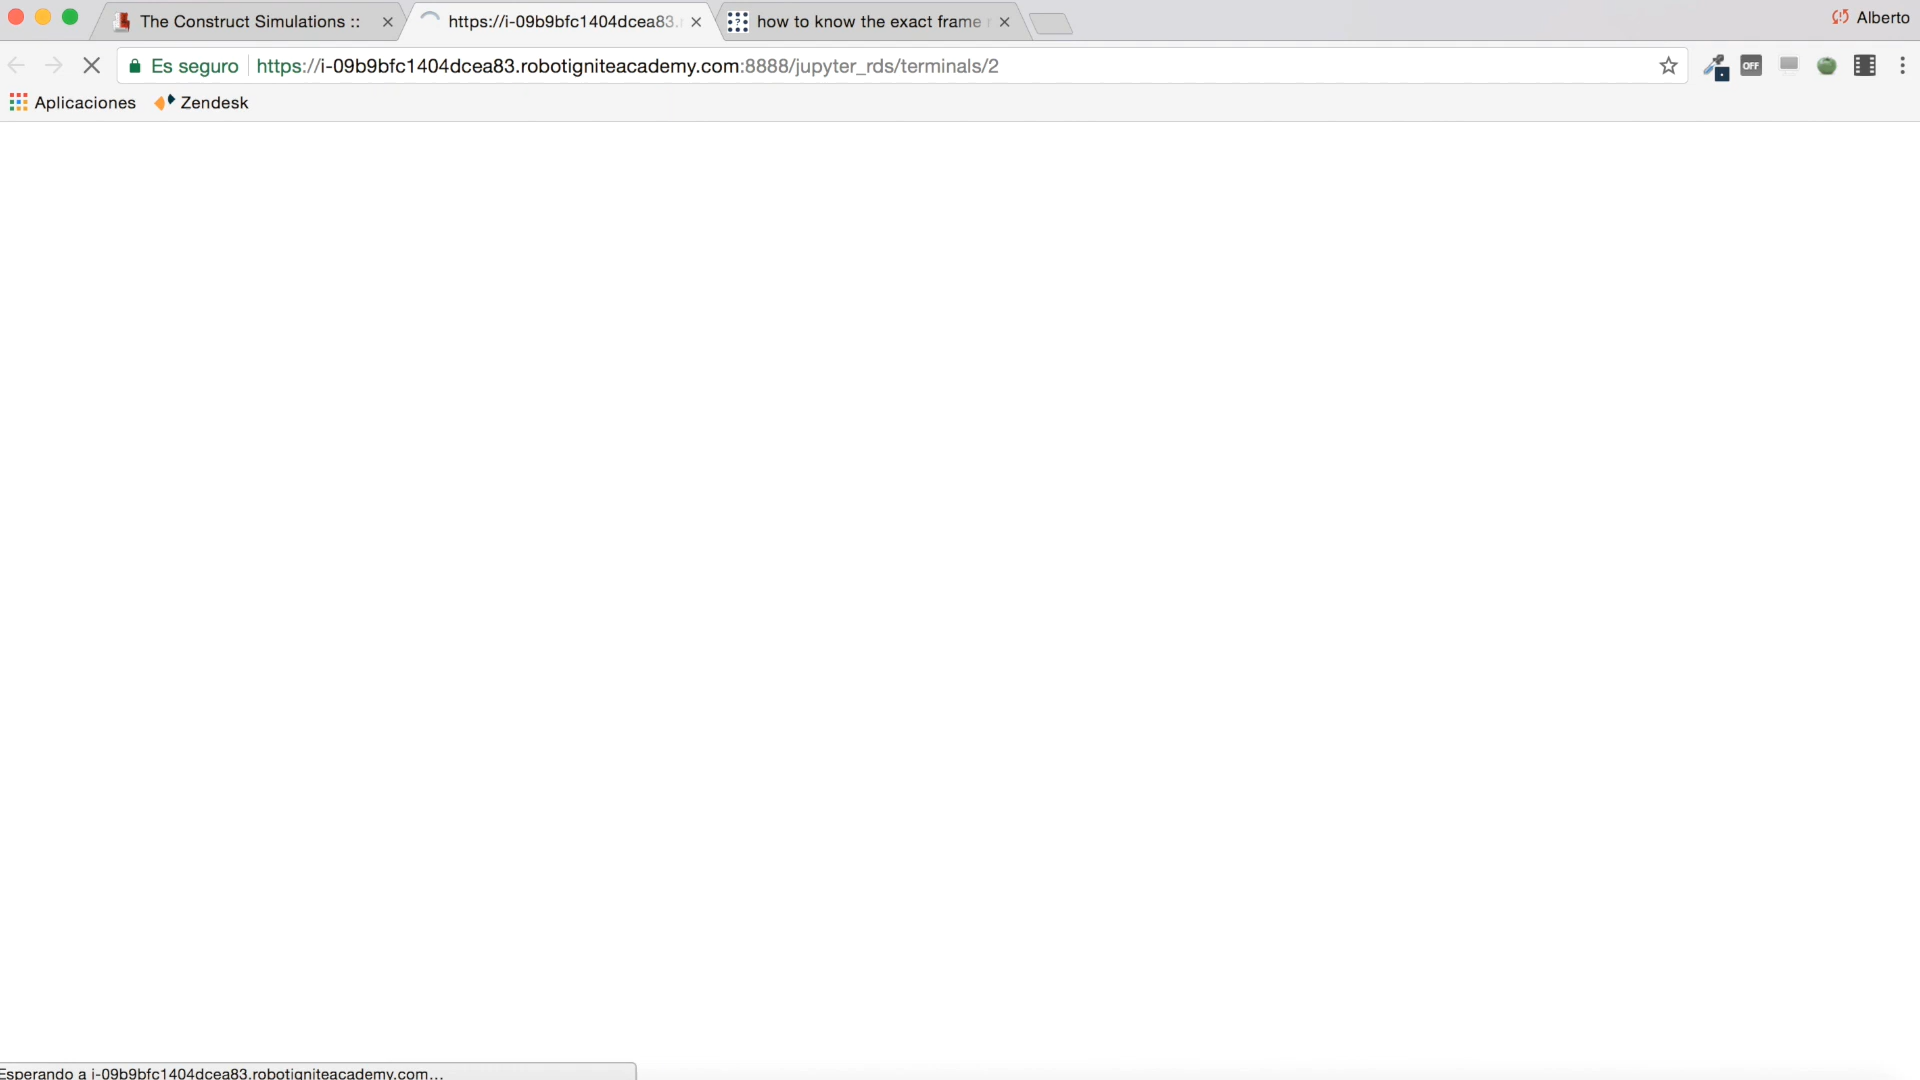 The Construct Simulations ::
https://i-09b9bfc1404dcea83.
how to know the exact frame
Alberto
Es seguro
https://i-09b9bfc1404dcea83.robotigniteacademy.com:8888/jupyter_rds/terminals/2
OFF
Aplicaciones
Zendesk
Esperando a i-09b9bfc1404dcea83.robotigniteacademy.com...